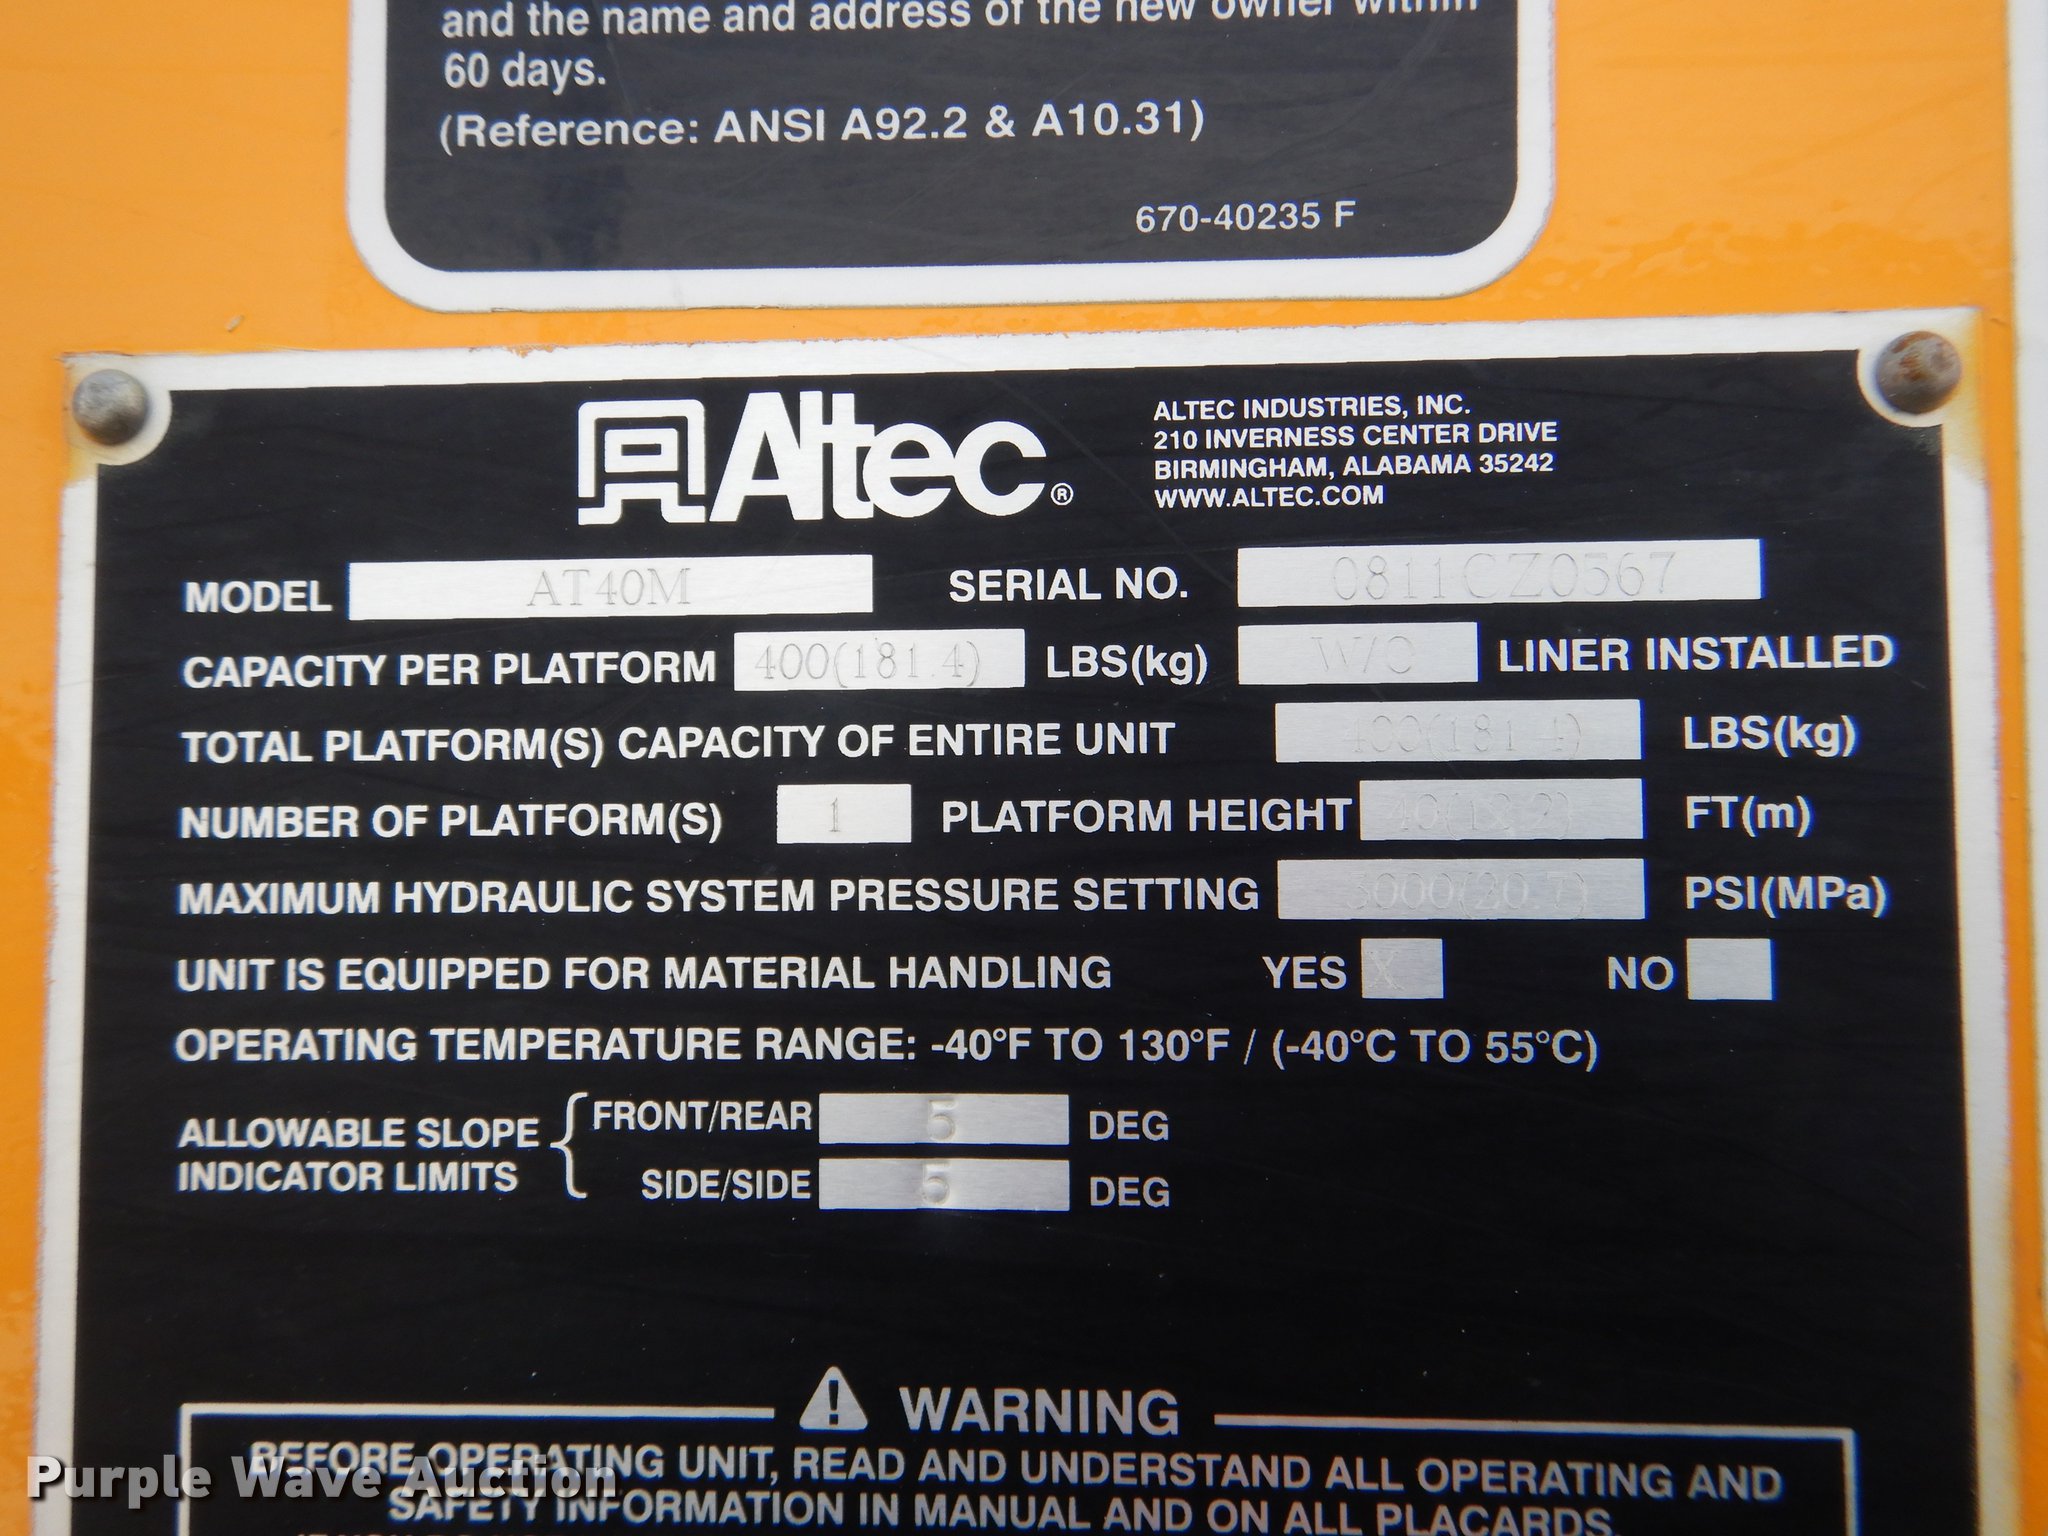 and the name and address of the new owner within
60 days.
(Reference: ANSI A92.2 & A10.31)
670-40235 F
Altec®
ALTEC INDUSTRIES, INC.
210 INVERNESS CENTER DRIVE
BIRMINGHAM, ALABAMA 35242
WWW.ALTEC.COM
MODEL AT40M SERIAL NO. 0811CZ0567
CAPACITY PER PLATFORM 400(181.4) LBS(kg) W/O LINER INSTALLED
TOTAL PLATFORM(S) CAPACITY OF ENTIRE UNIT 400(181.4) LBS(kg)
NUMBER OF PLATFORM(S) 1 PLATFORM HEIGHT 40(12.2) FT(m)
MAXIMUM HYDRAULIC SYSTEM PRESSURE SETTING 3000(20.7) PSI(MPa)
UNIT IS EQUIPPED FOR MATERIAL HANDLING YES X NO
OPERATING TEMPERATURE RANGE: -40°F TO 130°F / (-40°C TO 55°C)
ALLOWABLE SLOPE INDICATOR LIMITS
FRONT/REAR 5 DEG
SIDE/SIDE 5 DEG
WARNING
BEFORE OPERATING UNIT, READ AND UNDERSTAND ALL OPERATING AND
SAFETY INFORMATION IN MANUAL AND ON ALL PLACARDS.
Purple Wave Auction